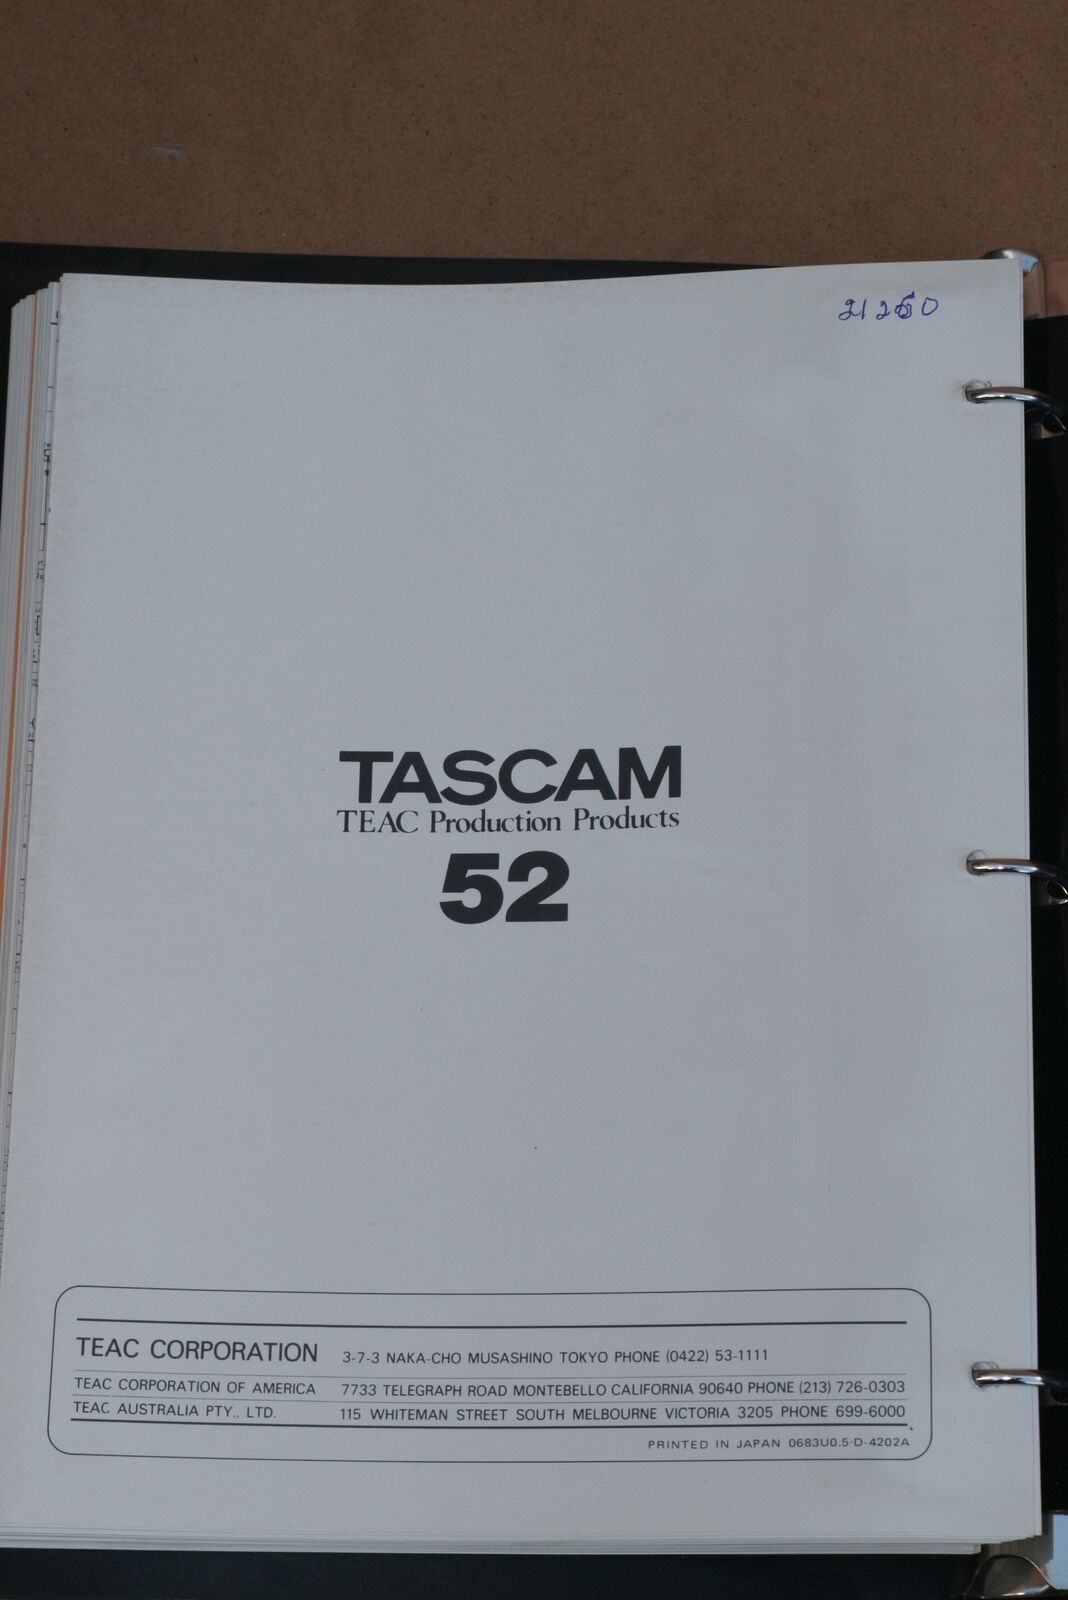 TASCAM
TEAC Production Products
52
TEAC CORPORATION 3-7-3 NAKA-CHO MUSASHINO TOKYO PHONE (0422) 53-1111
TEAC CORPORATION OF AMERICA 7733 TELEGRAPH ROAD MONTEBELLO CALIFORNIA 90640 PHONE (213) 726-0303
TEAC AUSTRALIA PTY., LTD. 115 WHITEMAN STREET SOUTH MELBOURNE VICTORIA 3205 PHONE 699-6000
PRINTED IN JAPAN 0683U0.5·D-4202A